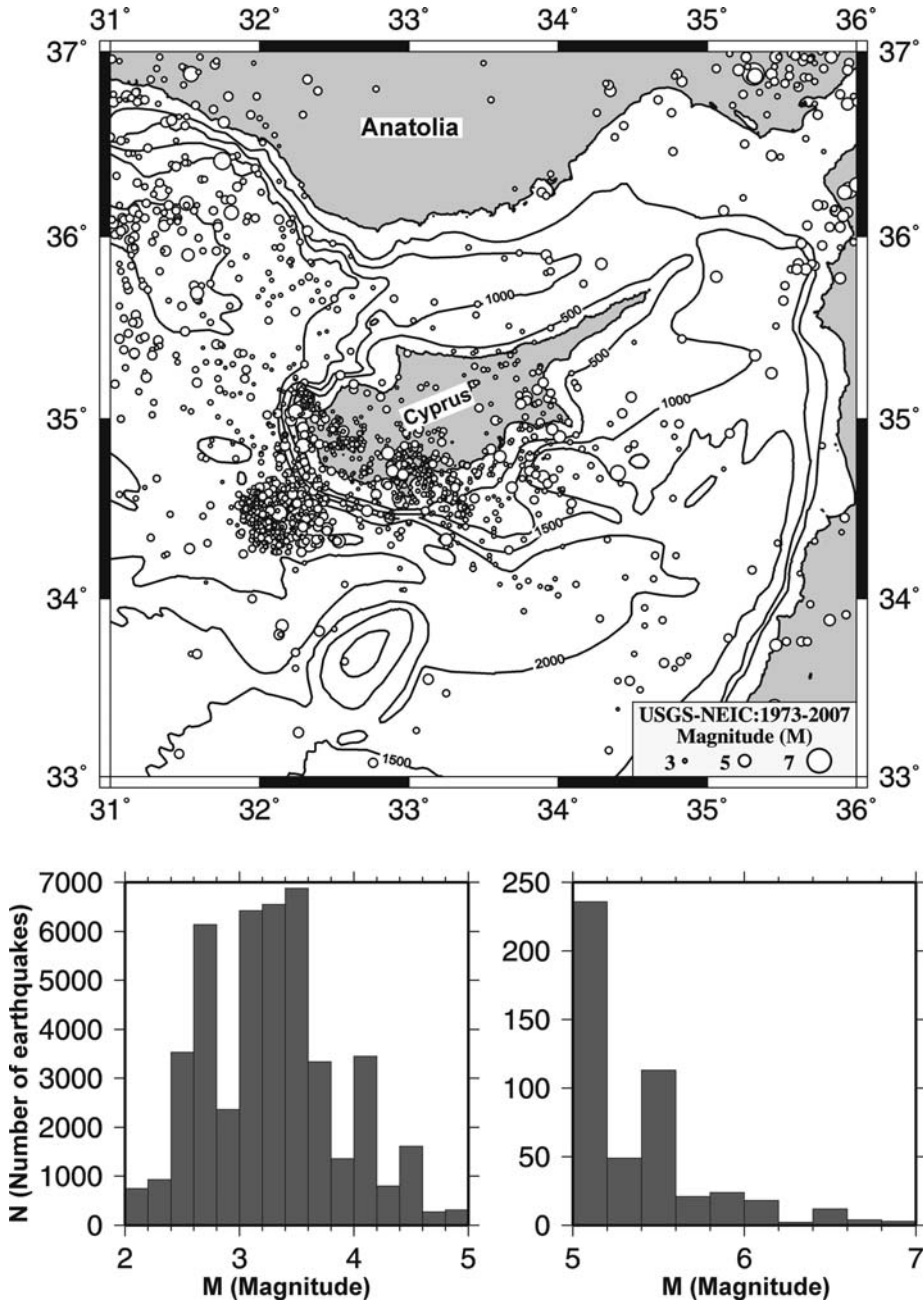 31° 32° 33° 34° 35° 36°
37° 37°
Anatolia
36° 36°
1000
500
500
35° Cyprus 35°
1000
1500
34° 34°
2000
USGS-NEIC:1973-2007
Magnitude (M)
3 5 7
1500
33° 33°
31° 32° 33° 34° 35° 36°
N (Number of earthquakes)
7000
6000
5000
4000
3000
2000
1000
0
2 3 4 5
M (Magnitude)
250
200
150
100
50
0
5 6 7
M (Magnitude)